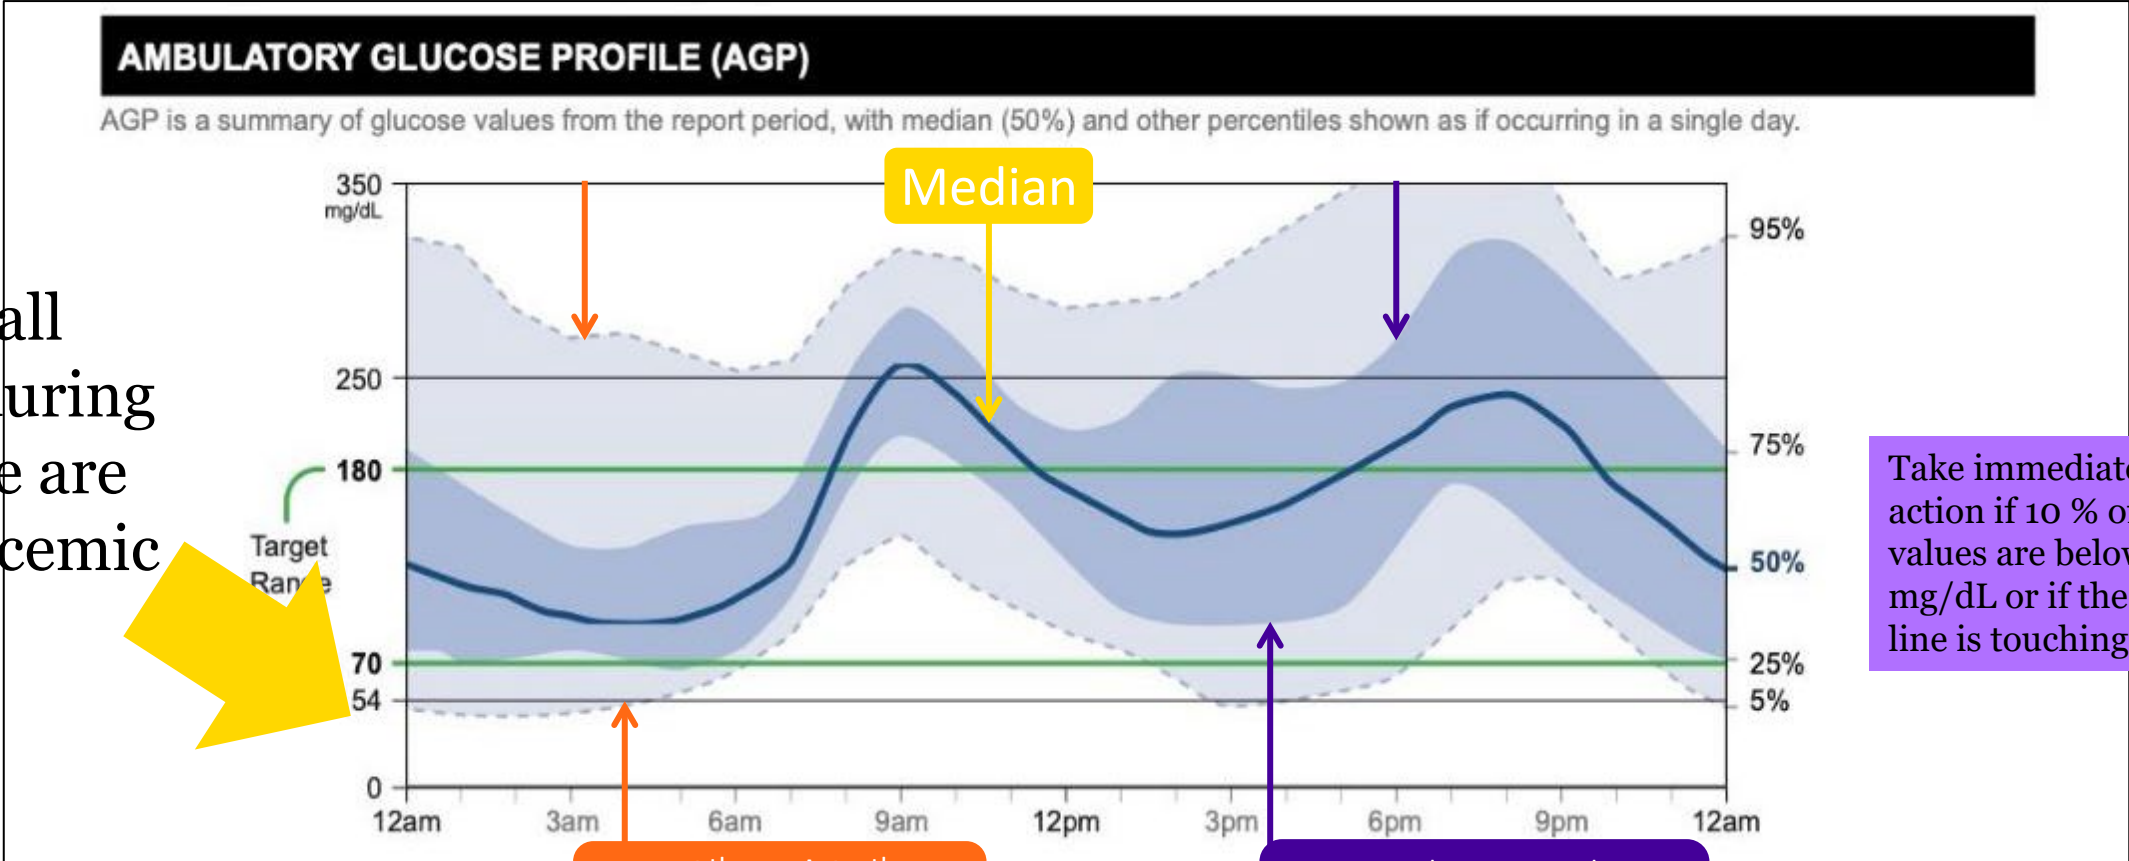 AMBULATORY GLUCOSE PROFILE (AGP)
AGP is a summary of glucose values from the report period, with median (50%) and other percentiles shown as if occurring in a single day.
Median
350
mg/dL
250
180
Target
Range
70
54
0
95%
75%
50%
25%
5%
12am 3am 6am 9am 12pm 3pm 6pm 9pm 12am
all
uring
e are
cemic
Take immediate
action if 10 % of
values are below
mg/dL or if the
line is touching